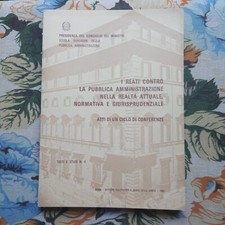 PRESIDENZA DEL CONSIGLIO DEI MINISTRI
SCUOLA SUPERIORE DELLA
PUBBLICA AMMINISTRAZIONE
I REATI CONTRO
LA PUBBLICA AMMINISTRAZIONE
NELLA REALTA' ATTUALE,
NORMATIVA E GIURISPRUDENZIALE
ATTI DI UN CICLO DI CONFERENZE